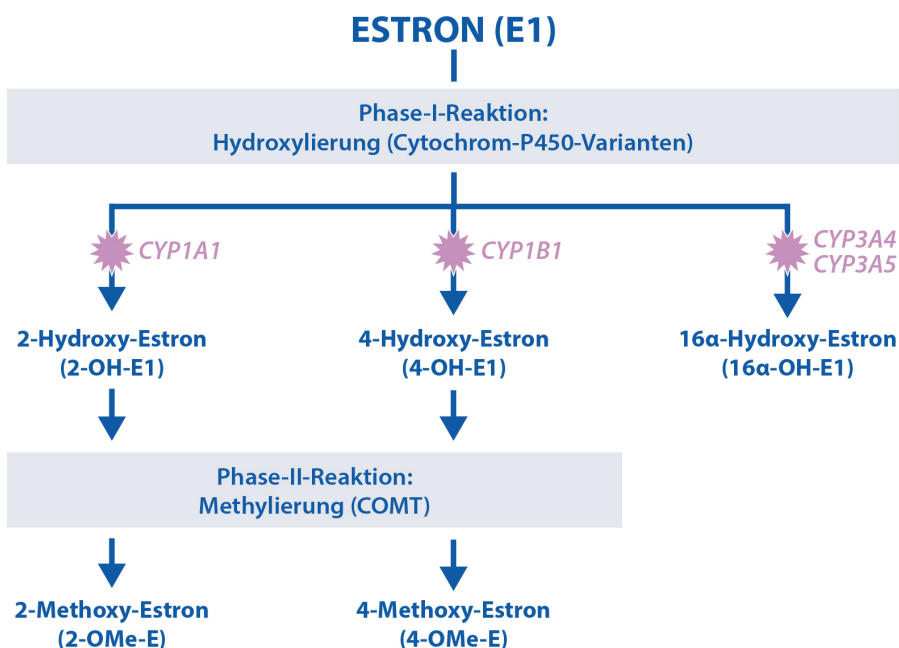 ESTRON (E1)
Phase-I-Reaktion:
Hydroxylierung (Cytochrom-P450-Varianten)
CYP1A1
CYP1B1
CYP3A4
CYP3A5
2-Hydroxy-Estron
(2-OH-E1)
4-Hydroxy-Estron
(4-OH-E1)
16α-Hydroxy-Estron
(16α-OH-E1)
Phase-II-Reaktion:
Methylierung (COMT)
2-Methoxy-Estron
(2-OMe-E)
4-Methoxy-Estron
(4-OMe-E)